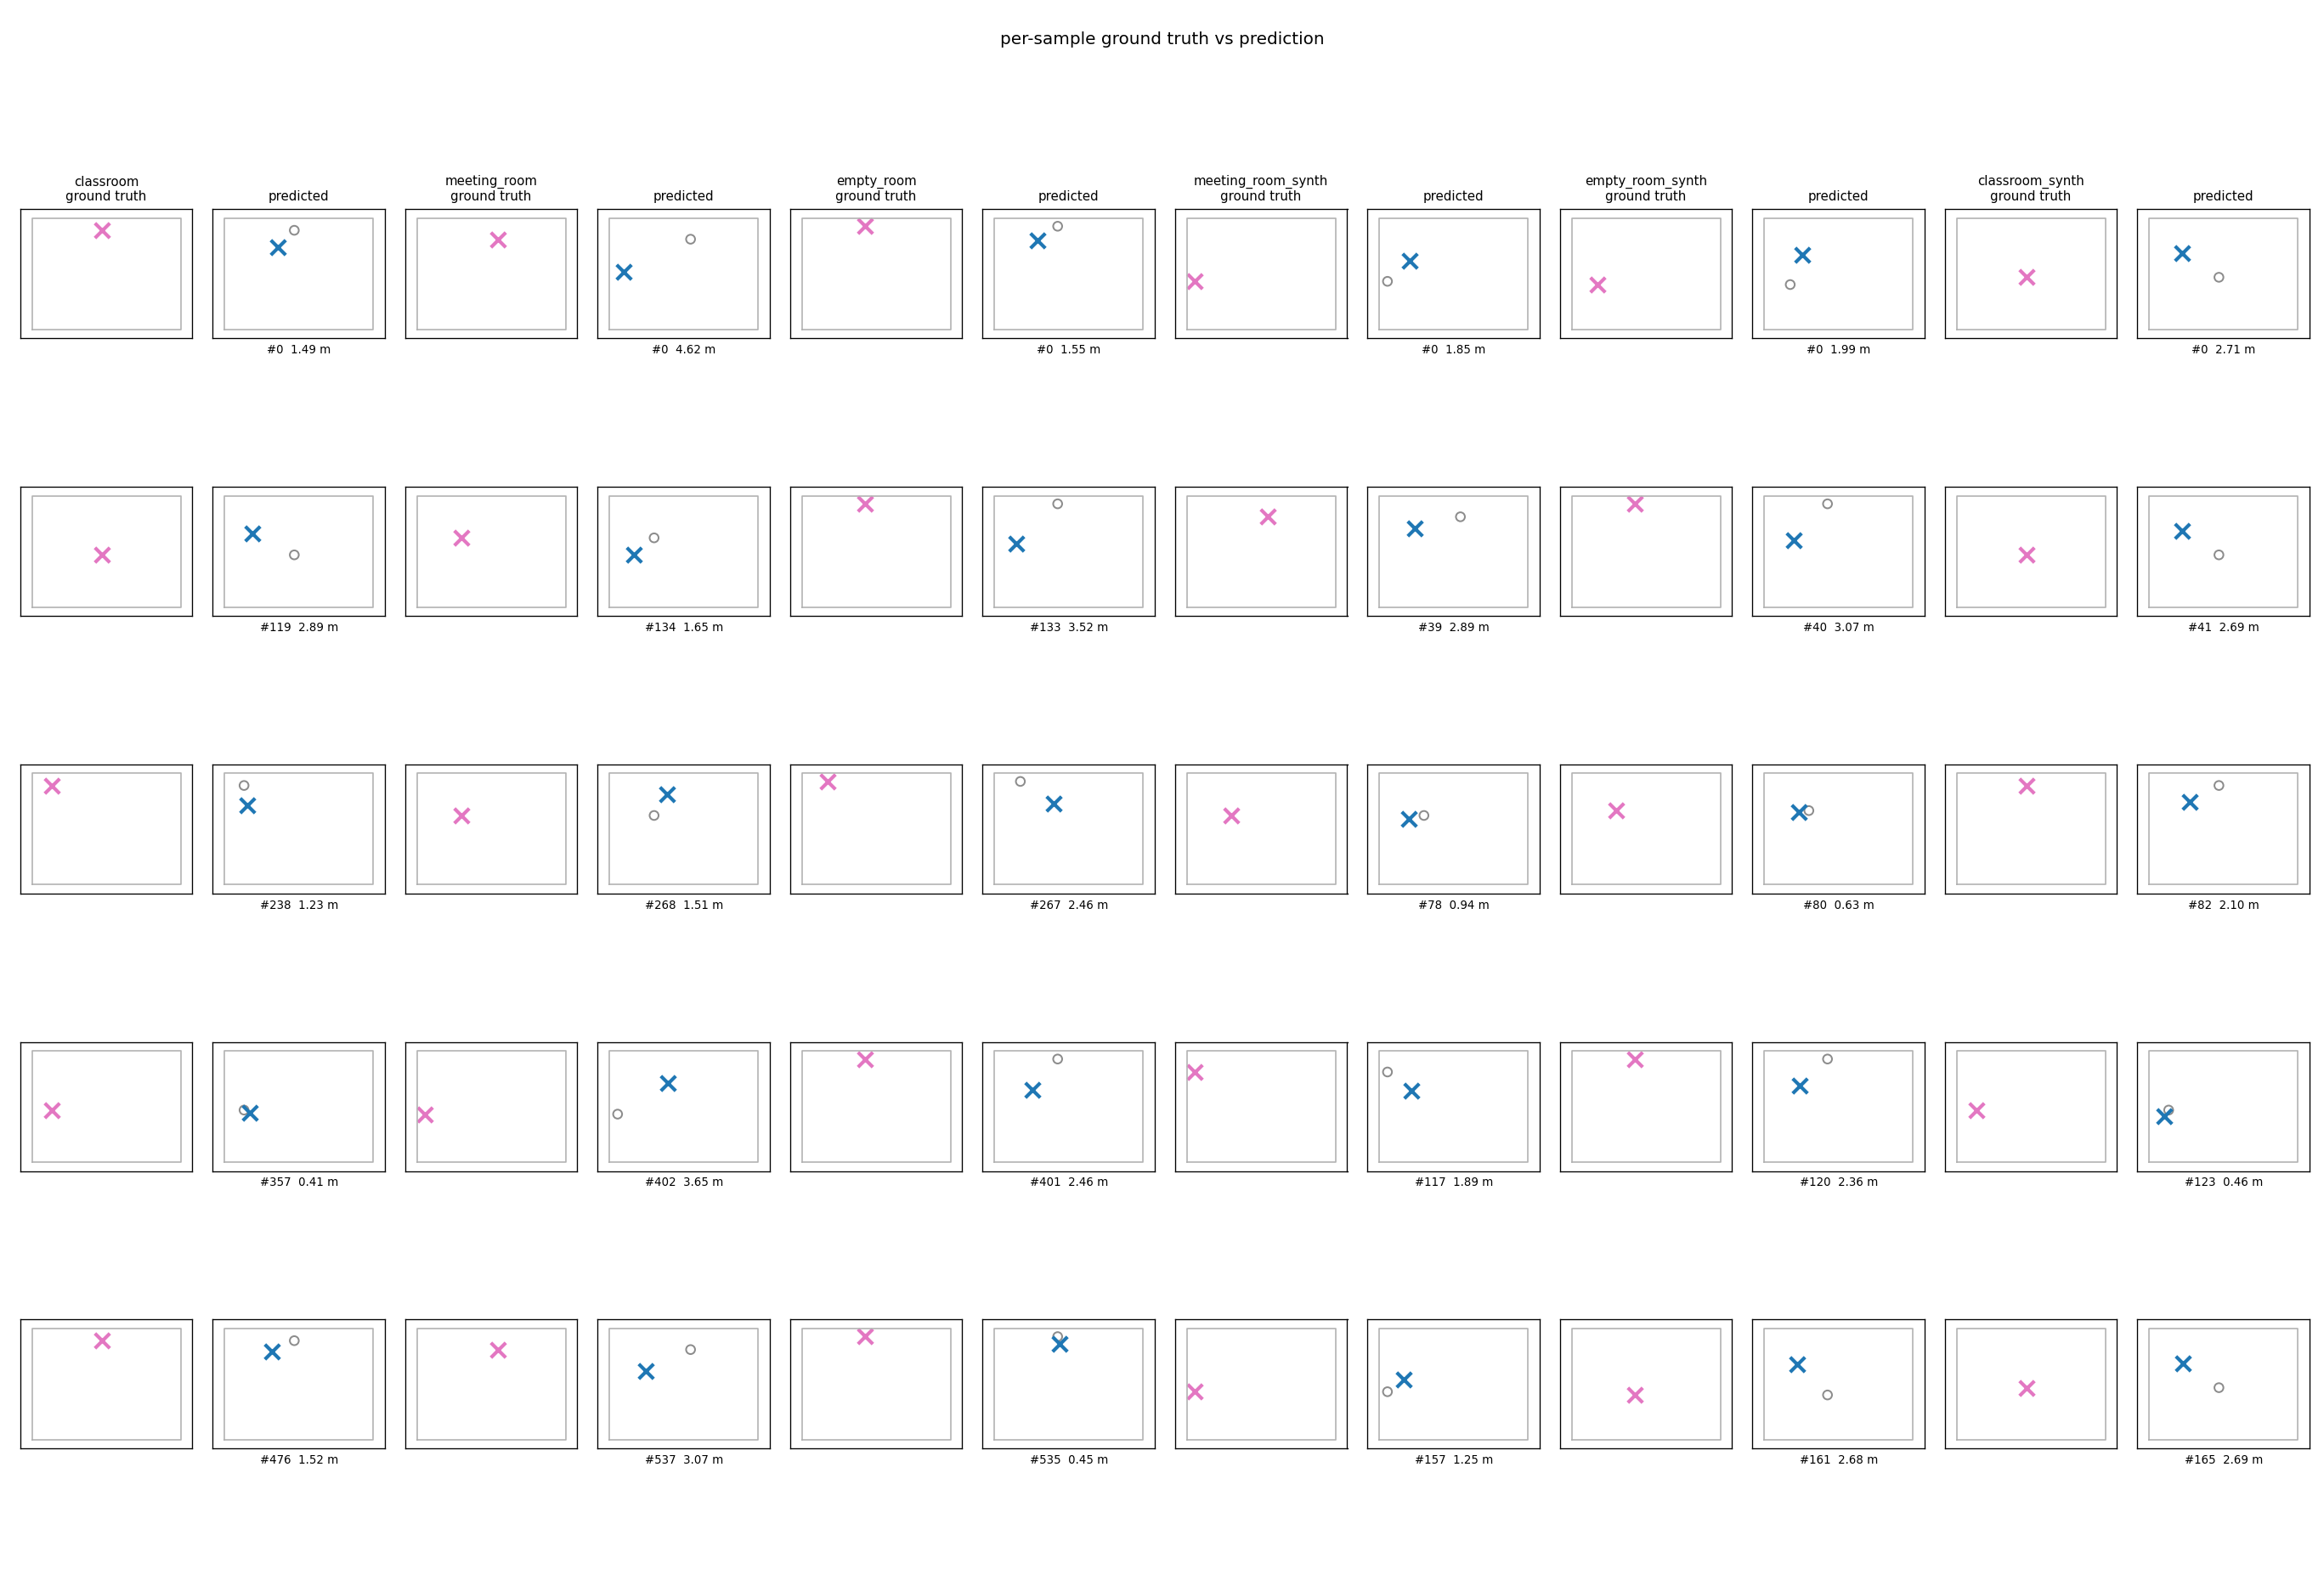 per-sample ground truth vs prediction
classroom
ground truth
predicted
meeting_room
ground truth
predicted
empty_room
ground truth
predicted
meeting_room_synth
ground truth
predicted
empty_room_synth
ground truth
predicted
classroom_synth
ground truth
predicted
#0  1.49 m
#0  4.62 m
#0  1.55 m
#0  1.85 m
#0  1.99 m
#0  2.71 m
#119  2.89 m
#134  1.65 m
#133  3.52 m
#39  2.89 m
#40  3.07 m
#41  2.69 m
#238  1.23 m
#268  1.51 m
#267  2.46 m
#78  0.94 m
#80  0.63 m
#82  2.10 m
#357  0.41 m
#402  3.65 m
#401  2.46 m
#117  1.89 m
#120  2.36 m
#123  0.46 m
#476  1.52 m
#537  3.07 m
#535  0.45 m
#157  1.25 m
#161  2.68 m
#165  2.69 m